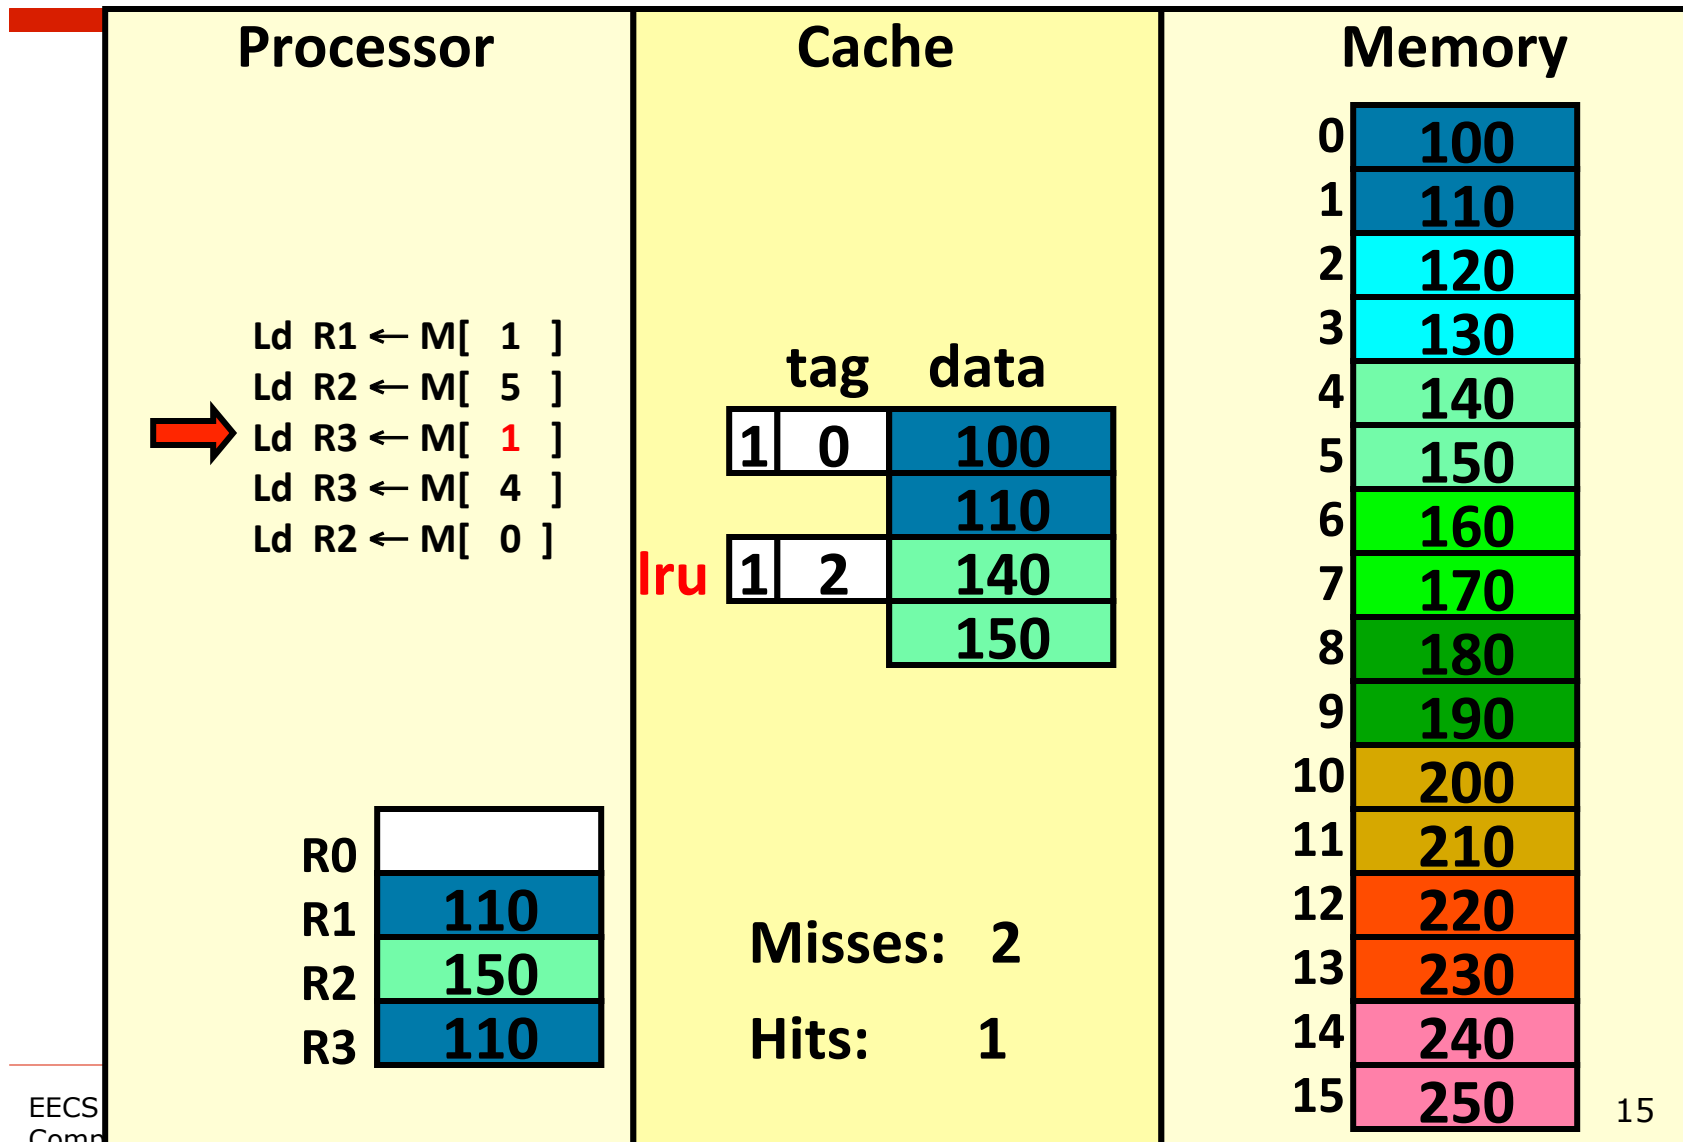 Processor
Cache
Memory
Ld R1 ← M[ 1 ]
Ld R2 ← M[ 5 ]
Ld R3 ← M[ 1 ]
Ld R3 ← M[ 4 ]
Ld R2 ← M[ 0 ]
R0
R1 110
R2 150
R3 110
tag data
1 0 100
110
lru 1 2 140
150
Misses: 2
Hits: 1
0 100
1 110
2 120
3 130
4 140
5 150
6 160
7 170
8 180
9 190
10 200
11 210
12 220
13 230
14 240
15 250
EECS
Comp
15